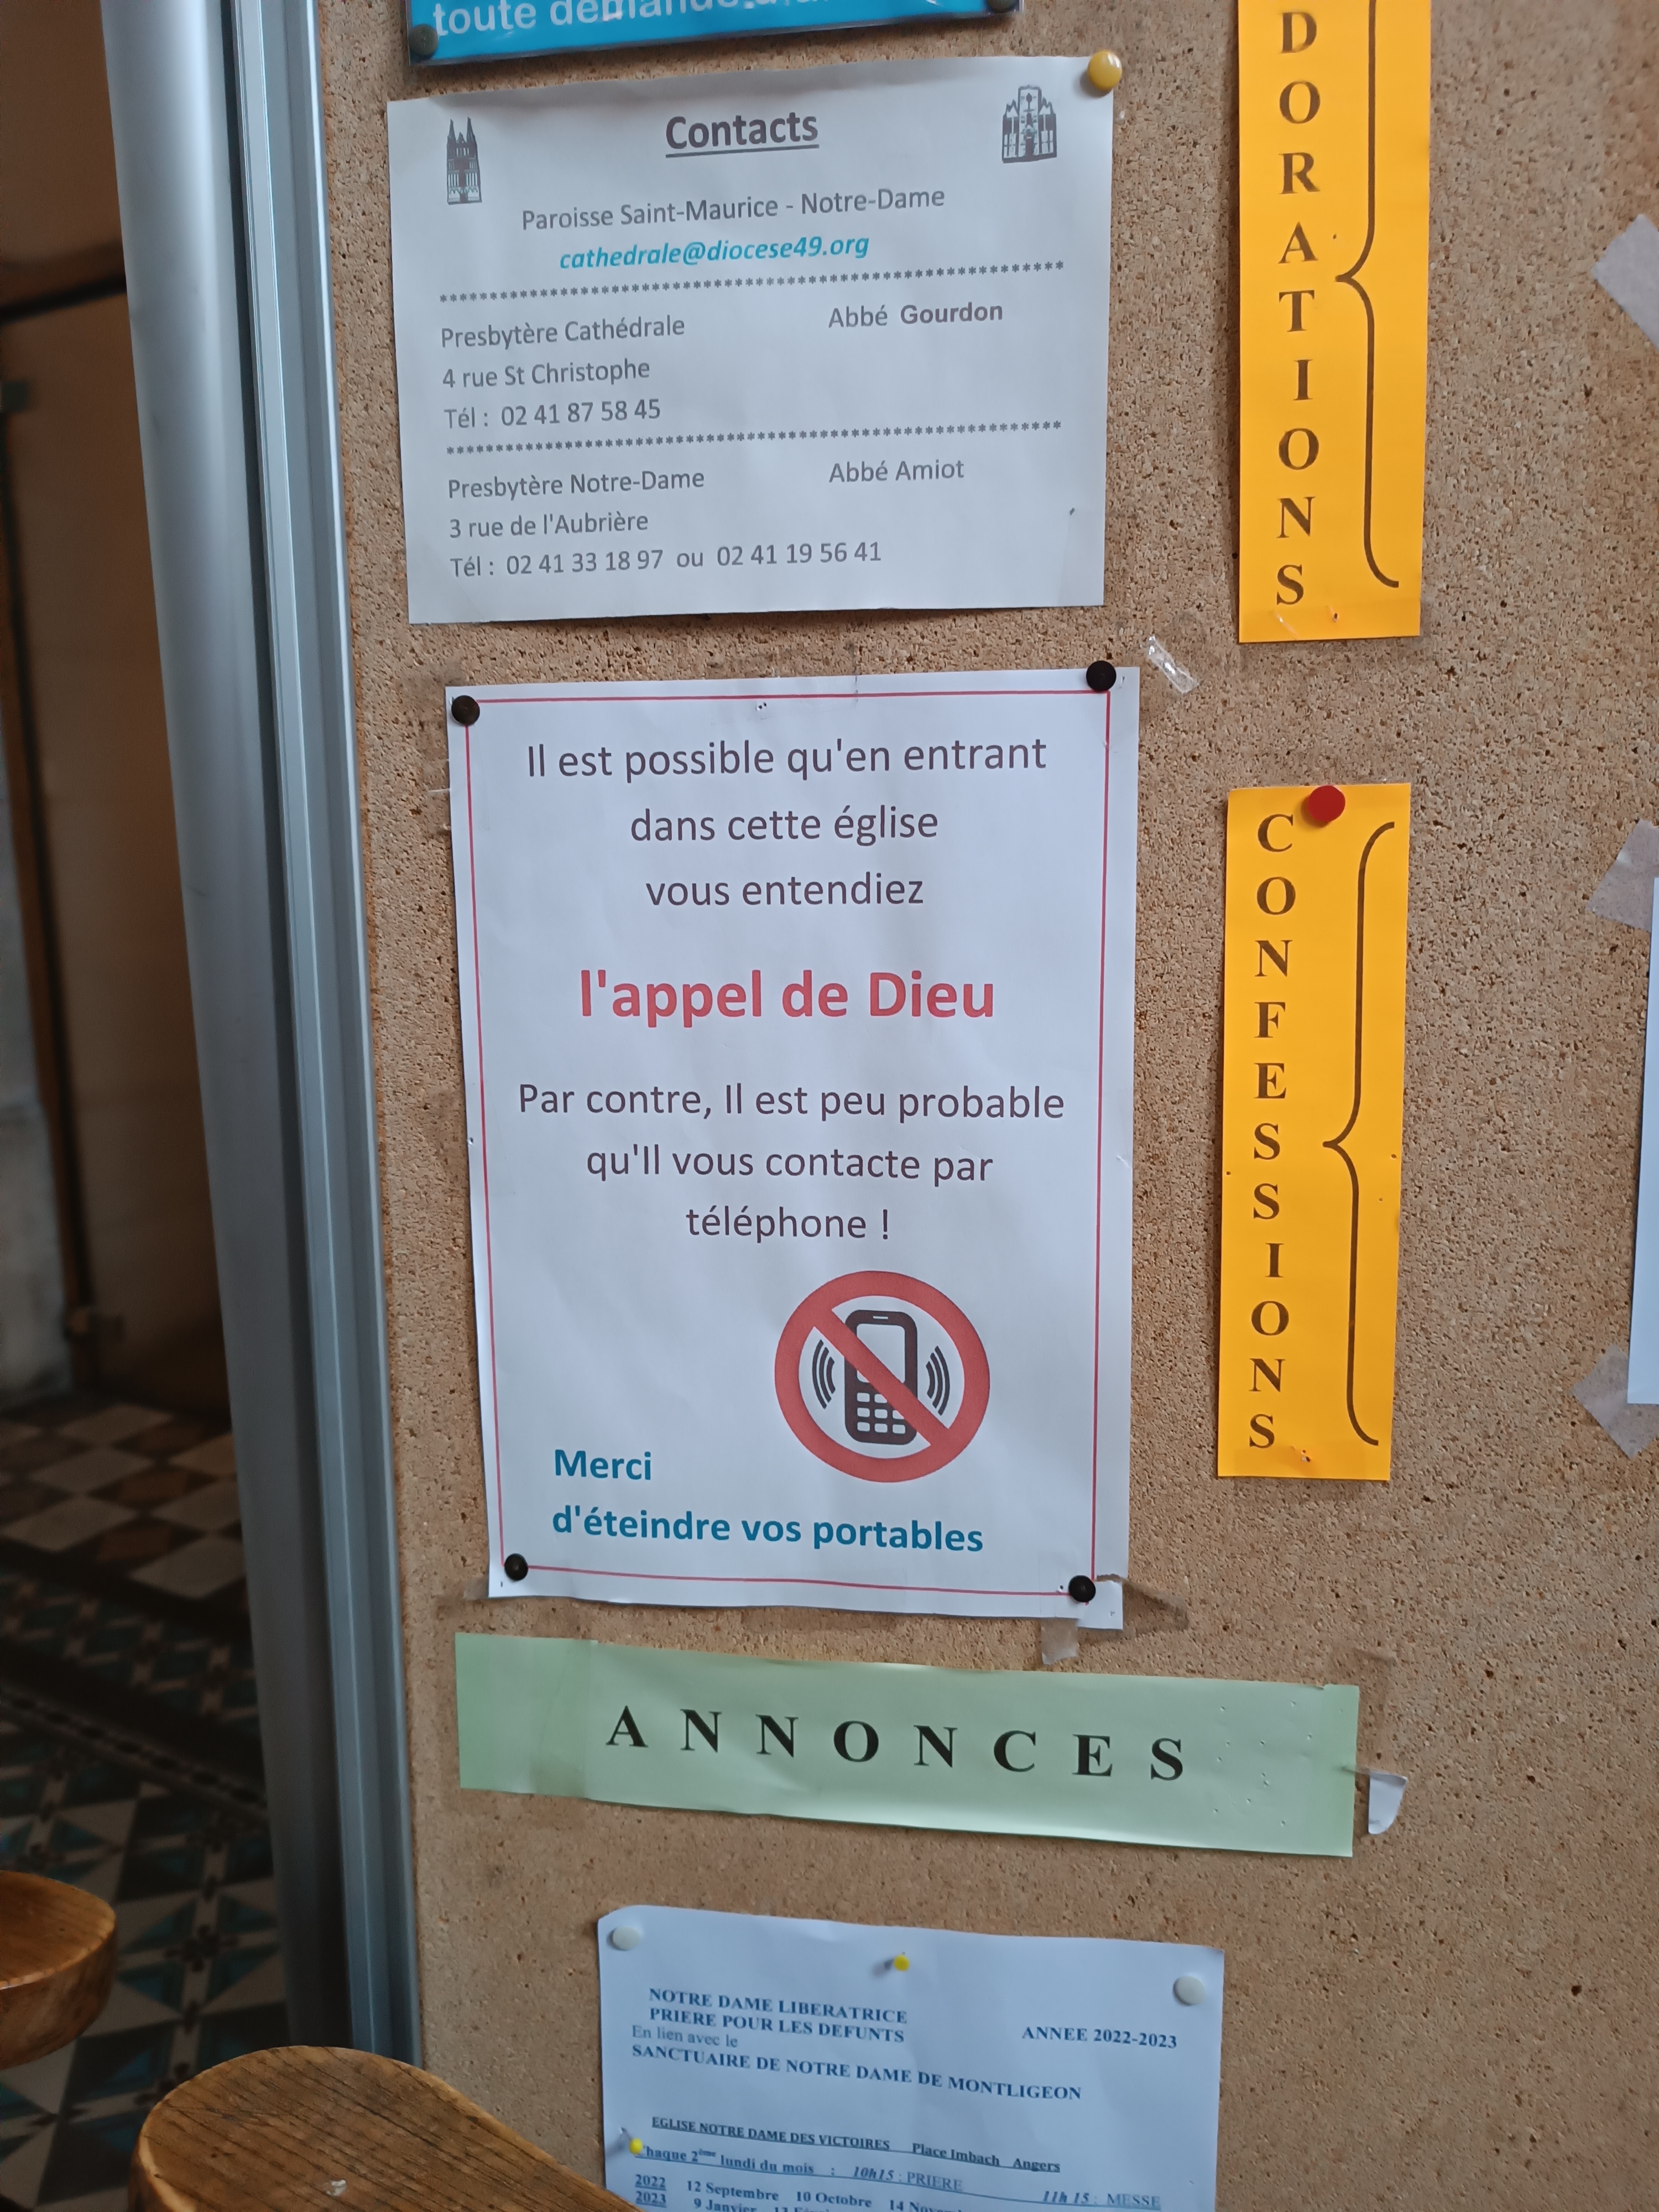 toute demande
Contacts
Paroisse Saint-Maurice - Notre-Dame
cathedrale@diocese49.org
************************************************************
Presbytère Cathédrale Abbé Gourdon
4 rue St Christophe
Tél : 02 41 87 58 45
************************************************************
Presbytère Notre-Dame Abbé Amiot
3 rue de l'Aubrière
Tél : 02 41 33 18 97 ou 02 41 19 56 41
DORATIONS
Il est possible qu'en entrant
dans cette église
vous entendiez
l'appel de Dieu
Par contre, Il est peu probable
qu'Il vous contacte par
téléphone !
Merci
d'éteindre vos portables
CONFESSIONS
ANNONCES
NOTRE DAME LIBERATRICE
PRIERE POUR LES DEFUNTS ANNEE 2022-2023
En lien avec le
SANCTUAIRE DE NOTRE DAME DE MONTLIGEON
EGLISE NOTRE DAME DES VICTOIRES Place Imbach Angers
haque 2ème lundi du mois : 10h15 : PRIERE 11h 15 : MESSE
2022 12 Septembre 10 Octobre 14
2023 9 Janvier